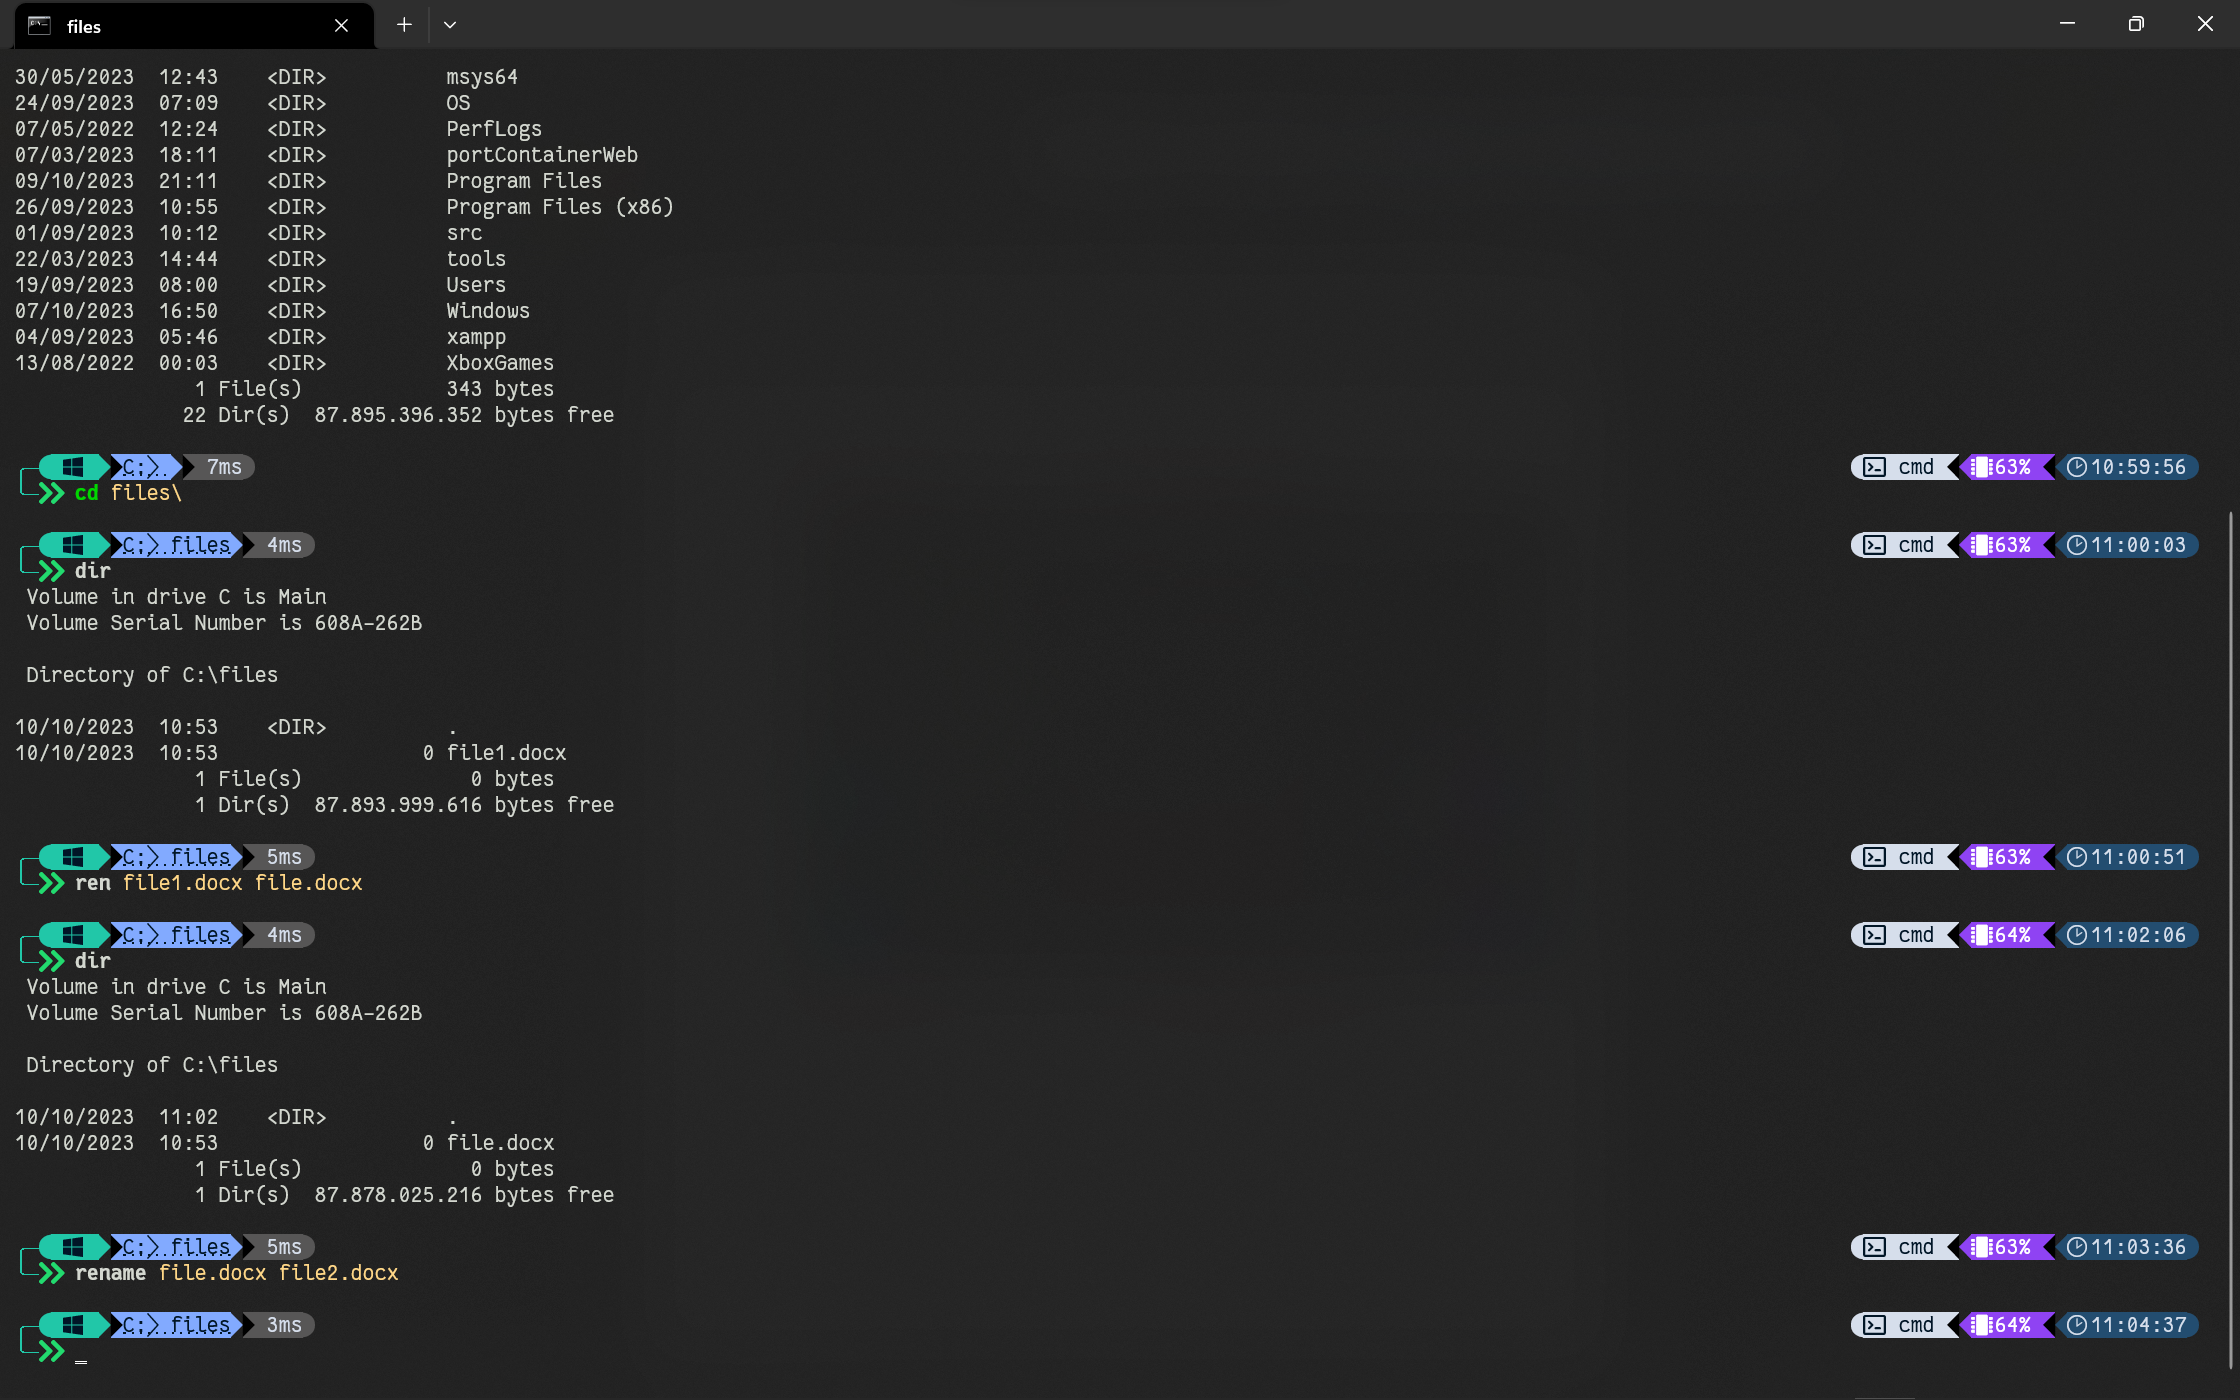 files
30/05/2023  12:43    <DIR>          msys64
24/09/2023  07:09    <DIR>          OS
07/05/2022  12:24    <DIR>          PerfLogs
07/03/2023  18:11    <DIR>          portContainerWeb
09/10/2023  21:11    <DIR>          Program Files
26/09/2023  10:55    <DIR>          Program Files (x86)
01/09/2023  10:12    <DIR>          src
22/03/2023  14:44    <DIR>          tools
19/09/2023  08:00    <DIR>          Users
07/10/2023  16:50    <DIR>          Windows
04/09/2023  05:46    <DIR>          xampp
13/08/2022  00:03    <DIR>          XboxGames
1 File(s)            343 bytes
22 Dir(s)  87.895.396.352 bytes free
C:> 7ms cmd 63% 10:59:56
cd files\
C:> files 4ms cmd 63% 11:00:03
dir
Volume in drive C is Main
Volume Serial Number is 608A-262B
Directory of C:\files
10/10/2023  10:53    <DIR>          .
10/10/2023  10:53                 0 file1.docx
1 File(s)              0 bytes
1 Dir(s)  87.893.999.616 bytes free
C:> files 5ms cmd 63% 11:00:51
ren file1.docx file.docx
C:> files 4ms cmd 64% 11:02:06
dir
Volume in drive C is Main
Volume Serial Number is 608A-262B
Directory of C:\files
10/10/2023  11:02    <DIR>          .
10/10/2023  10:53                 0 file.docx
1 File(s)              0 bytes
1 Dir(s)  87.878.025.216 bytes free
C:> files 5ms cmd 63% 11:03:36
rename file.docx file2.docx
C:> files 3ms cmd 64% 11:04:37